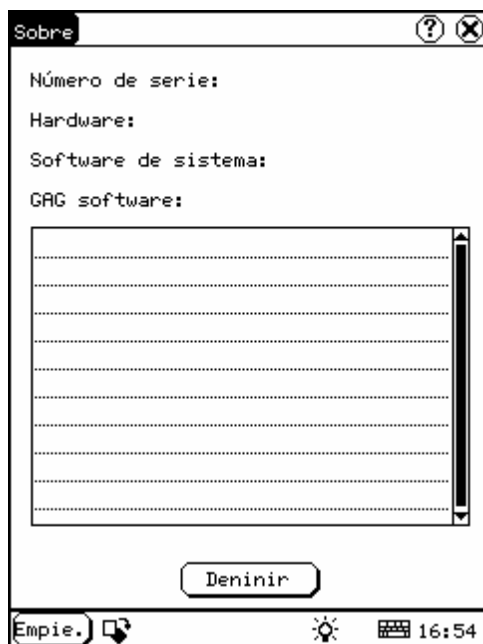 Sobre ?
Número de serie:
Hardware:
Software de sistema:
GAG software:
Deninir
Empie. 16:54